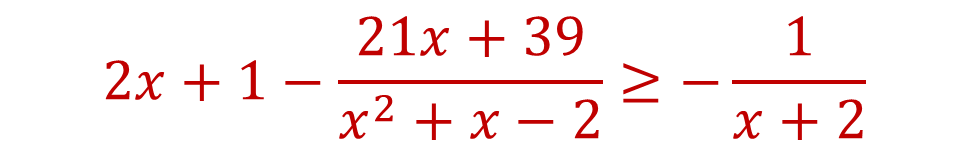 2x + 1 − (21x + 39)/(x² + x − 2) ≥ − 1/(x + 2)